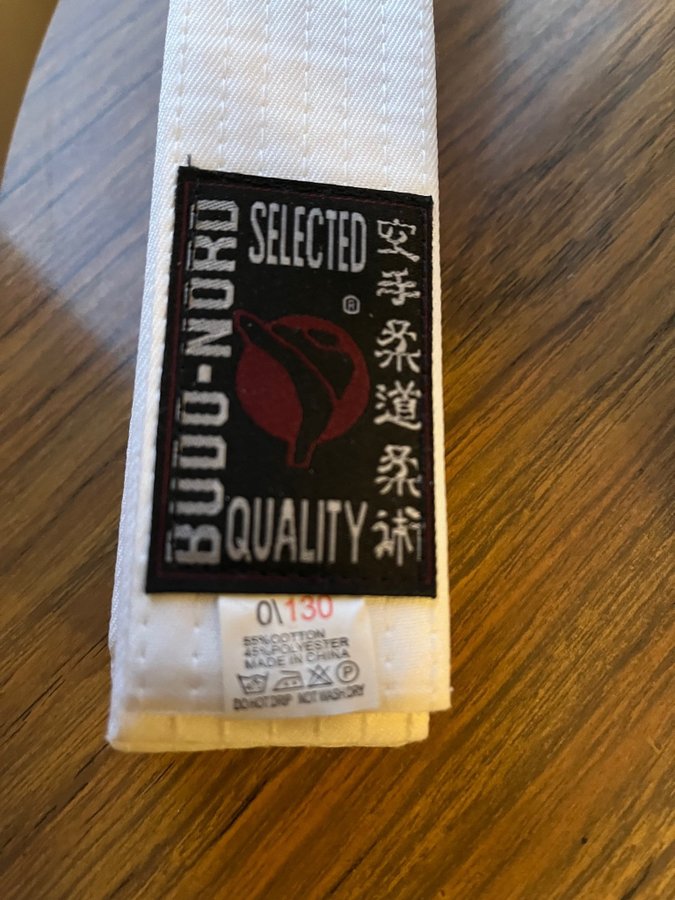 BUDO-NORD
SELECTED
®
QUALITY
空手柔道柔術
0\130
55%COTTON
45%POLYESTER
MADE IN CHINA
P
DO NOT DRIP NOT WASH DRY